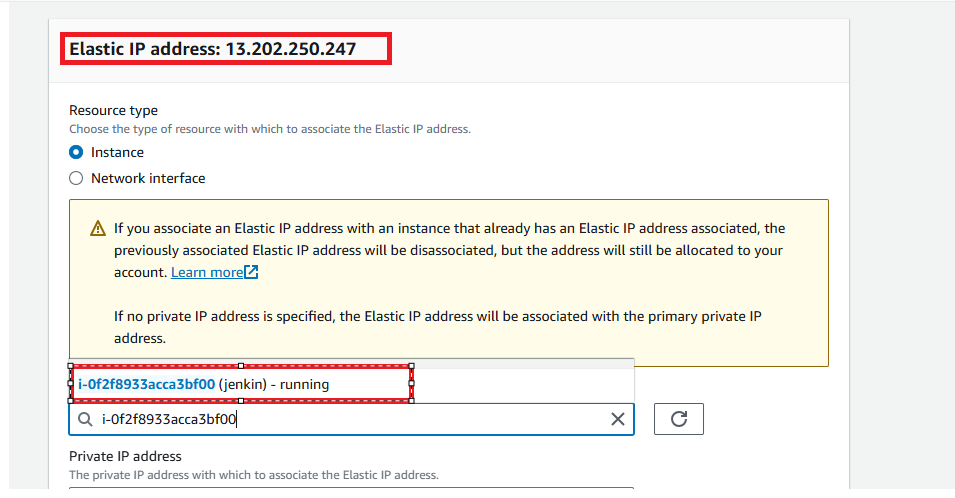 Elastic IP address: 13.202.250.247
Resource type
Choose the type of resource with which to associate the Elastic IP address.
Instance
Network interface
If you associate an Elastic IP address with an instance that already has an Elastic IP address associated, the
previously associated Elastic IP address will be disassociated, but the address will still be allocated to your
account. Learn more
If no private IP address is specified, the Elastic IP address will be associated with the primary private IP
address.
i-0f2f8933acca3bf00 (jenkin) - running
i-0f2f8933acca3bf00
Private IP address
The private IP address with which to associate the Elastic IP address.